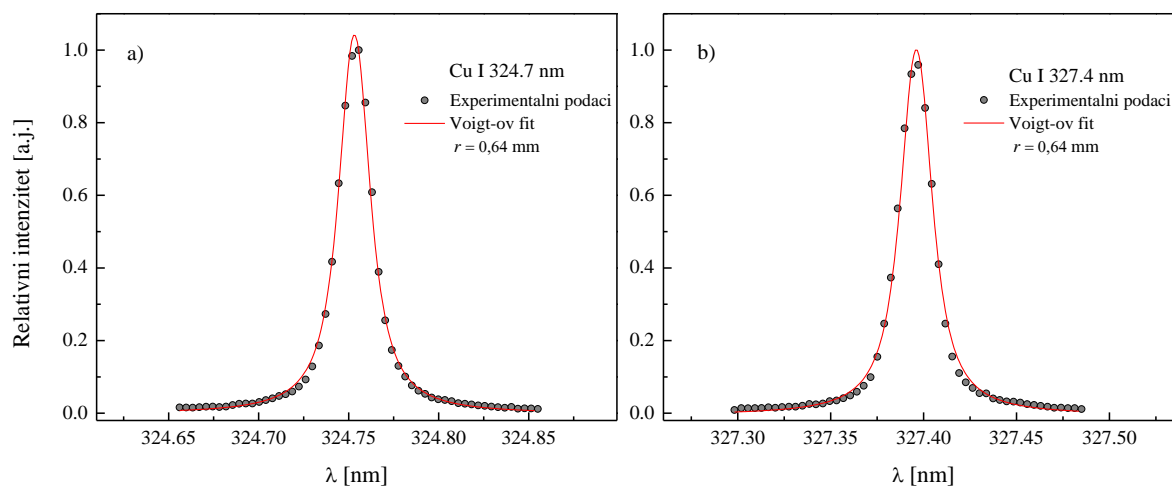 a)
Cu I 324.7 nm
Experimentalni podaci
Voigt-ov fit
r = 0,64 mm
Relativni intenzitet [a.j.]
1.0
0.8
0.6
0.4
0.2
0.0
324.65 324.70 324.75 324.80 324.85
λ [nm]
b)
Cu I 327.4 nm
Experimentalni podaci
Voigt-ov fit
r = 0,64 mm
1.0
0.8
0.6
0.4
0.2
0.0
327.30 327.35 327.40 327.45 327.50
λ [nm]